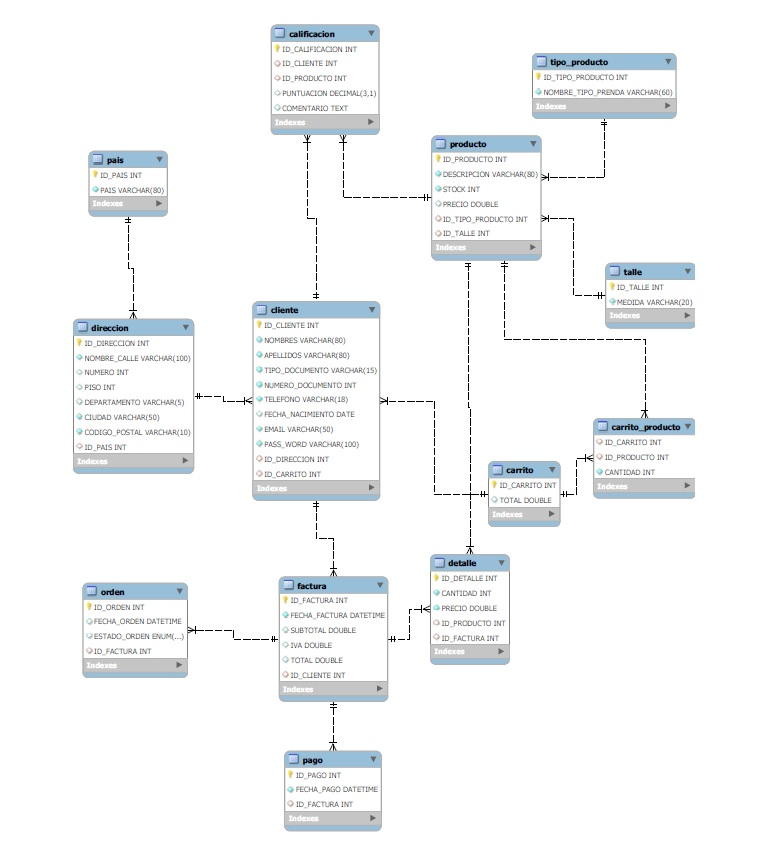 calificacion
ID_CALIFICACION INT
ID_CLIENTE INT
ID_PRODUCTO INT
PUNTUACION DECIMAL(3,1)
COMENTARIO TEXT
Indexes
tipo_producto
ID_TIPO_PRODUCTO INT
NOMBRE_TIPO_PRENDA VARCHAR(60)
Indexes
producto
ID_PRODUCTO INT
DESCRIPCION VARCHAR(80)
STOCK INT
PRECIO DOUBLE
ID_TIPO_PRODUCTO INT
ID_TALLE INT
Indexes
pais
ID_PAIS INT
PAIS VARCHAR(80)
Indexes
talle
ID_TALLE INT
MEDIDA VARCHAR(20)
Indexes
cliente
ID_CLIENTE INT
NOMBRES VARCHAR(80)
APELLIDOS VARCHAR(80)
TIPO_DOCUMENTO VARCHAR(15)
NUMERO_DOCUMENTO INT
TELEFONO VARCHAR(18)
FECHA_NACIMIENTO DATE
EMAIL VARCHAR(50)
PASS_WORD VARCHAR(100)
ID_DIRECCION INT
ID_CARRITO INT
Indexes
direccion
ID_DIRECCION INT
NOMBRE_CALLE VARCHAR(100)
NUMERO INT
PISO INT
DEPARTAMENTO VARCHAR(5)
CIUDAD VARCHAR(50)
CODIGO_POSTAL VARCHAR(10)
ID_PAIS INT
Indexes
carrito_producto
ID_CARRITO INT
ID_PRODUCTO INT
CANTIDAD INT
Indexes
carrito
ID_CARRITO INT
TOTAL DOUBLE
Indexes
detalle
ID_DETALLE INT
CANTIDAD INT
PRECIO DOUBLE
ID_PRODUCTO INT
ID_FACTURA INT
Indexes
factura
ID_FACTURA INT
FECHA_FACTURA DATETIME
SUBTOTAL DOUBLE
IVA DOUBLE
TOTAL DOUBLE
ID_CLIENTE INT
Indexes
orden
ID_ORDEN INT
FECHA_ORDEN DATETIME
ESTADO_ORDEN ENUM(...)
ID_FACTURA INT
Indexes
pago
ID_PAGO INT
FECHA_PAGO DATETIME
ID_FACTURA INT
Indexes